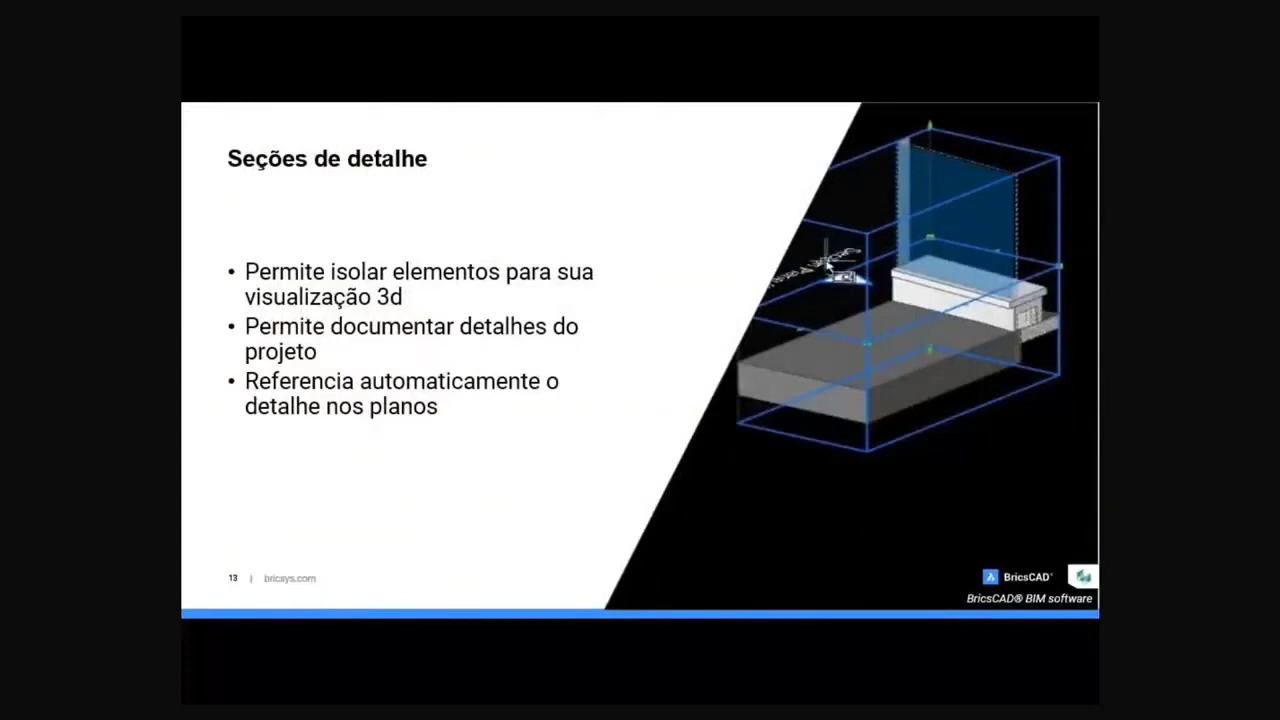 Seções de detalhe
• Permite isolar elementos para sua
visualização 3d
• Permite documentar detalhes do
projeto
• Referencia automaticamente o
detalhe nos planos
13 | bricsys.com
BricsCAD®
BricsCAD® BIM software